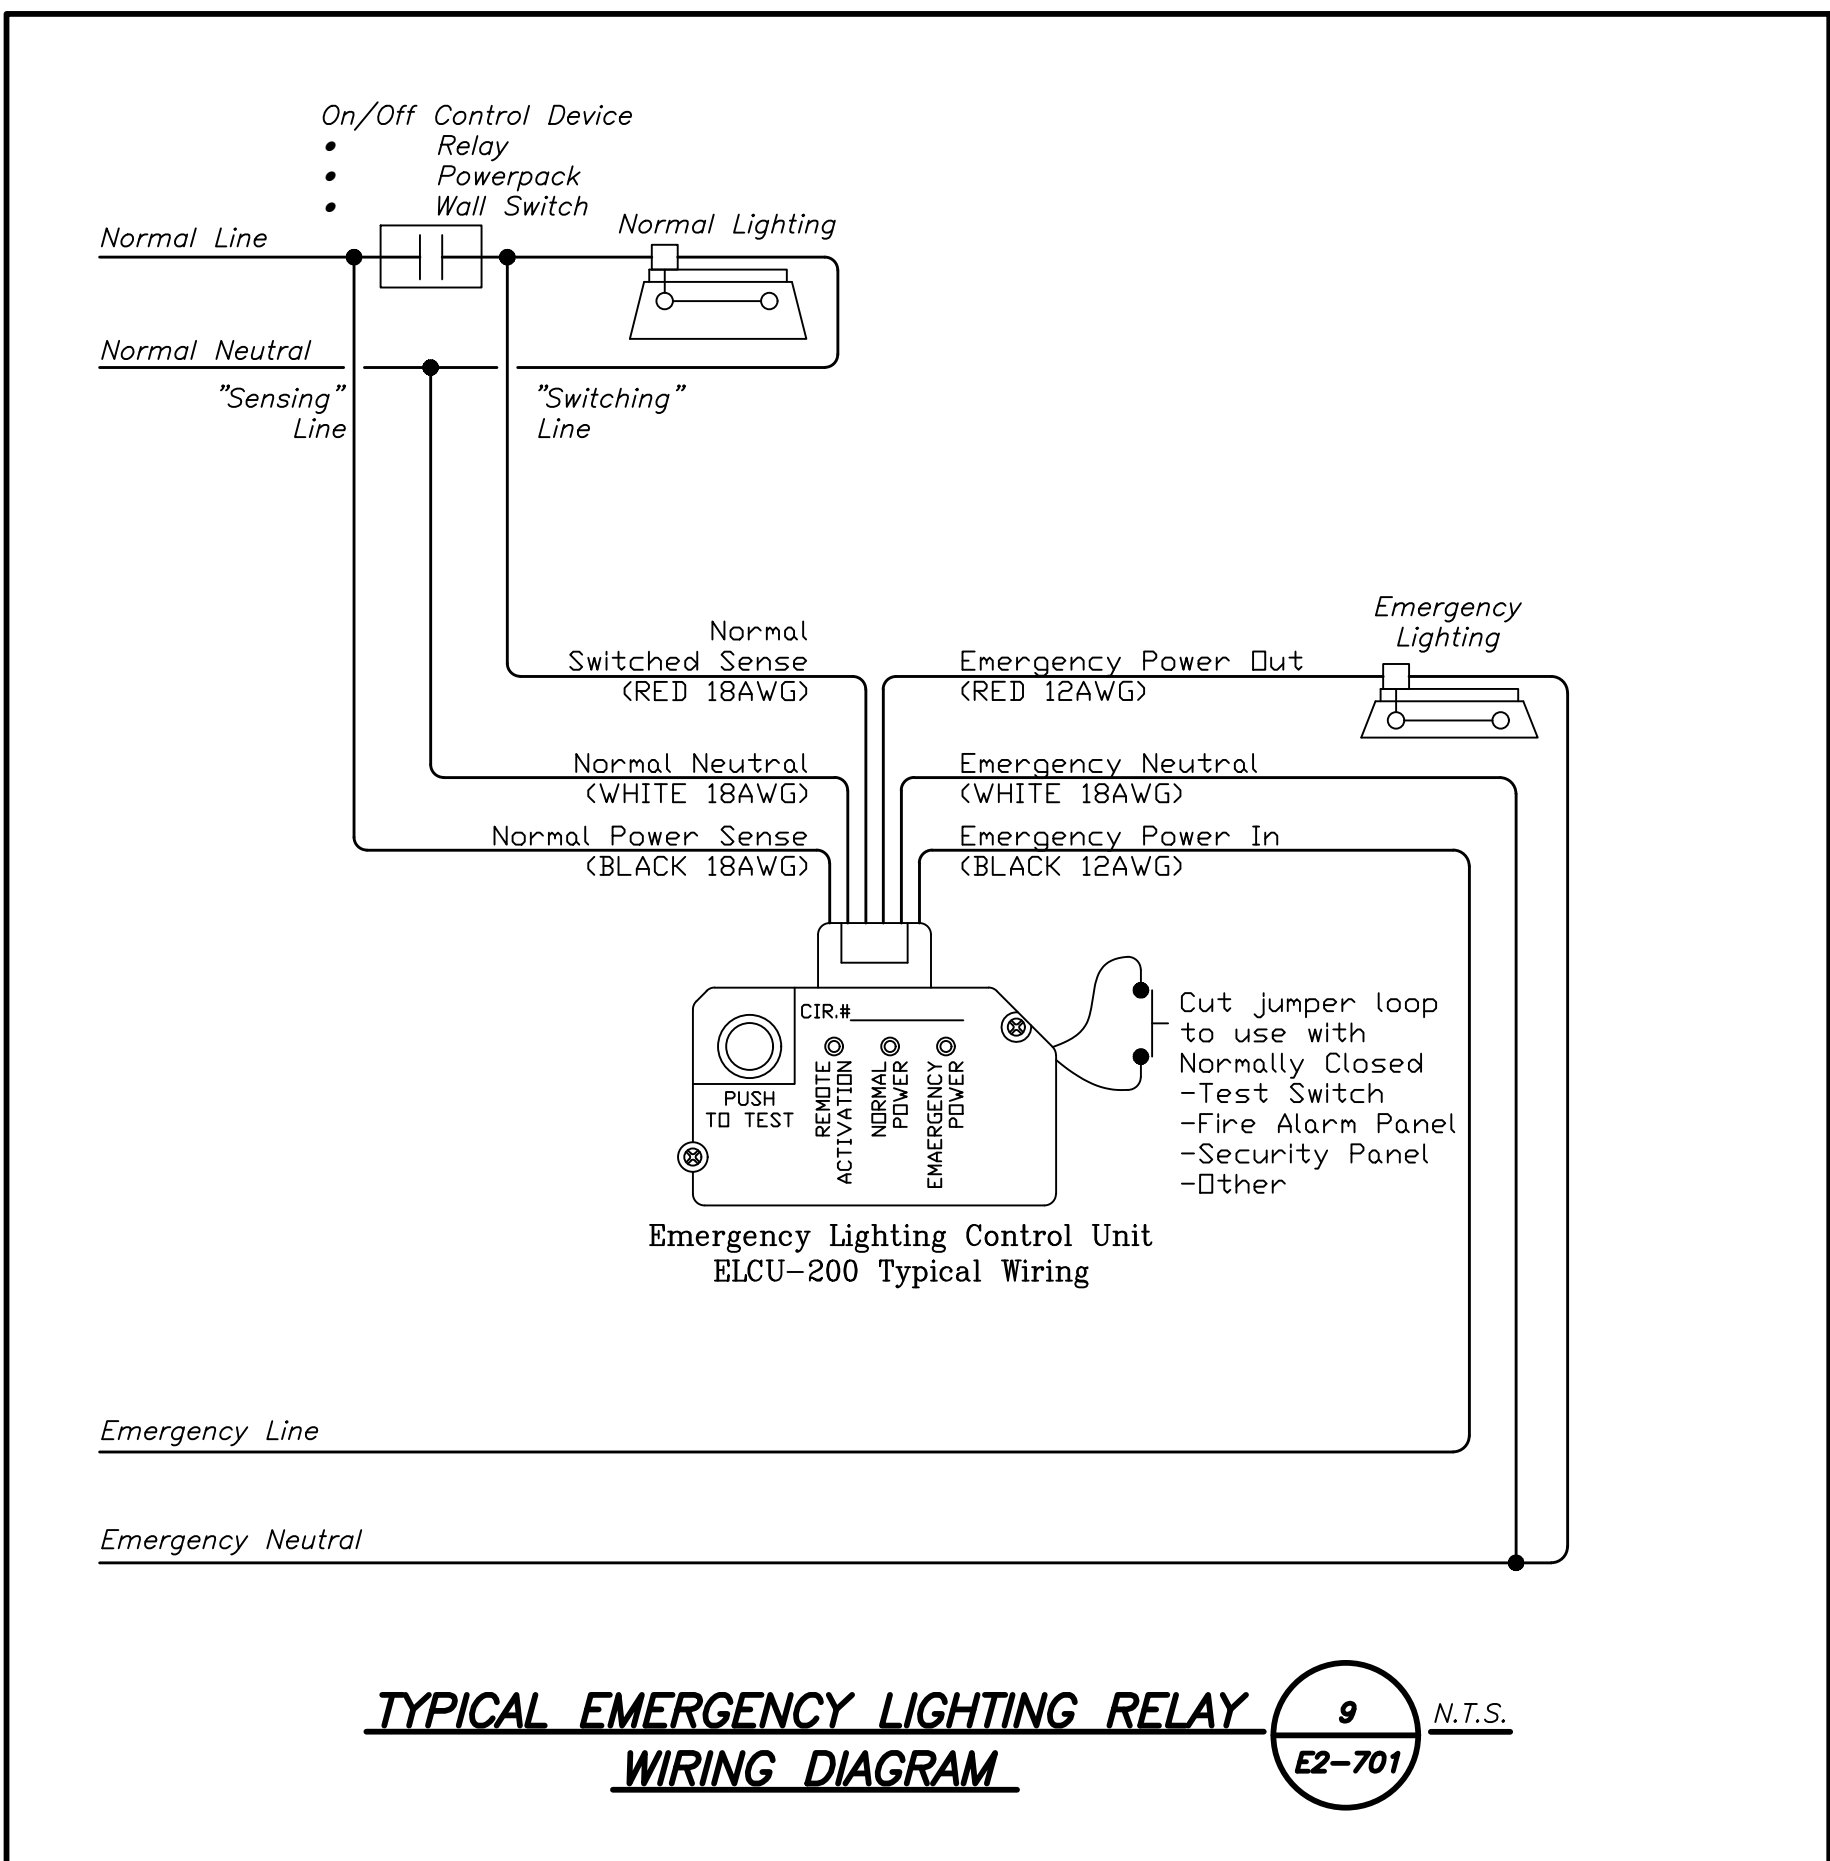 On/Off Control Device
• Relay
• Powerpack
• Wall Switch
Normal Lighting
Normal Line
Normal Neutral
"Sensing"
Line
"Switching"
Line
Emergency
Lighting
Normal
Switched Sense
(RED 18AWG)
Emergency Power Out
(RED 12AWG)
Normal Neutral
(WHITE 18AWG)
Emergency Neutral
(WHITE 18AWG)
Normal Power Sense
(BLACK 18AWG)
Emergency Power In
(BLACK 12AWG)
CIR.#
PUSH
TO TEST
REMOTE
ACTIVATION
NORMAL
POWER
EMAERGENCY
POWER
Cut jumper loop
to use with
Normally Closed
-Test Switch
-Fire Alarm Panel
-Security Panel
-Other
Emergency Lighting Control Unit
ELCU-200 Typical Wiring
Emergency Line
Emergency Neutral
TYPICAL EMERGENCY LIGHTING RELAY
WIRING DIAGRAM
9
E2-701
N.T.S.